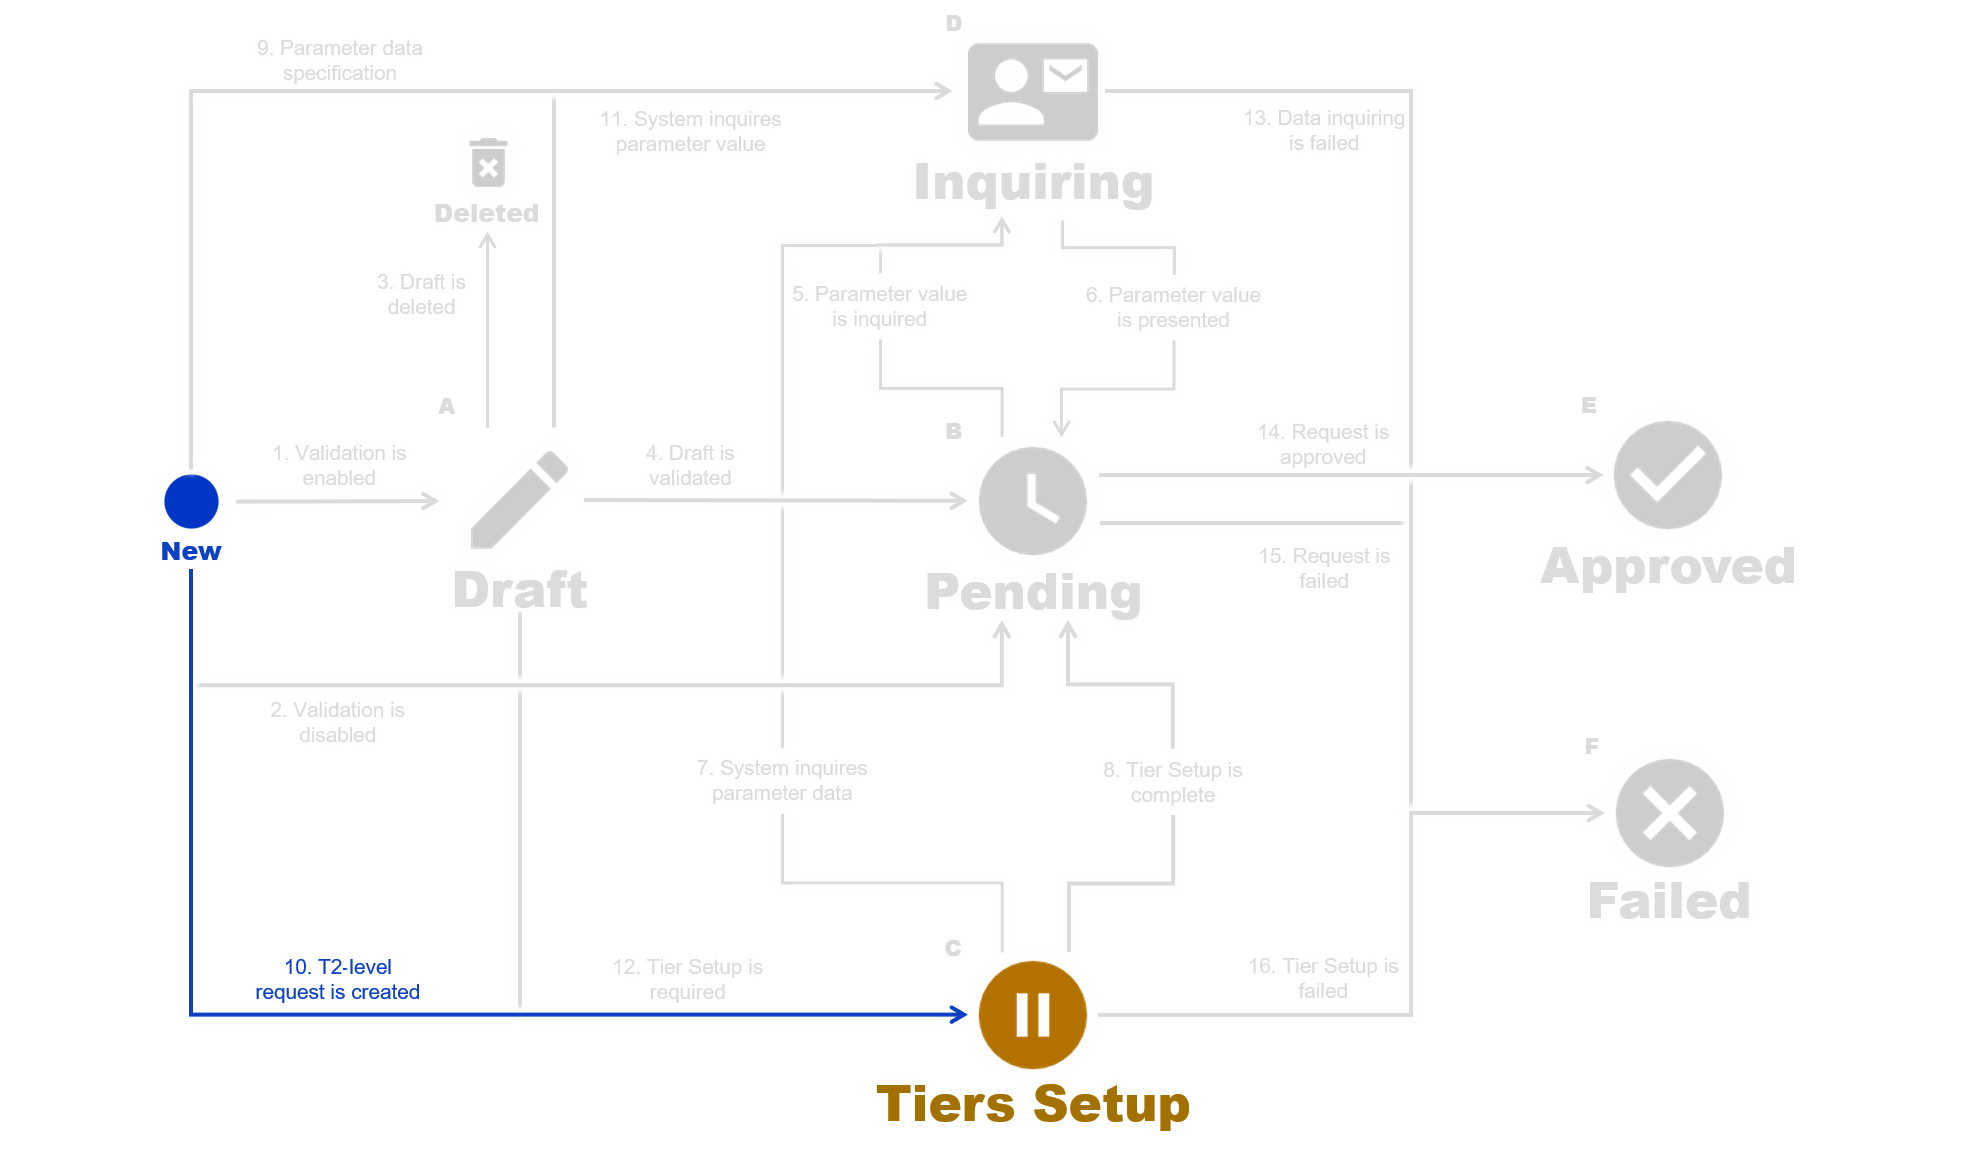 D
9. Parameter data
specification
11. System inquires
parameter value
13. Data inquiring
is failed
Inquiring
Deleted
3. Draft is
deleted
5. Parameter value
is inquired
6. Parameter value
is presented
A
B
E
1. Validation is
enabled
4. Draft is
validated
14. Request is
approved
New
Draft
Pending
15. Request is
failed
Approved
2. Validation is
disabled
7. System inquires
parameter data
8. Tier Setup is
complete
F
Failed
C
10. T2-level
request is created
12. Tier Setup is
required
16. Tier Setup is
failed
Tiers Setup